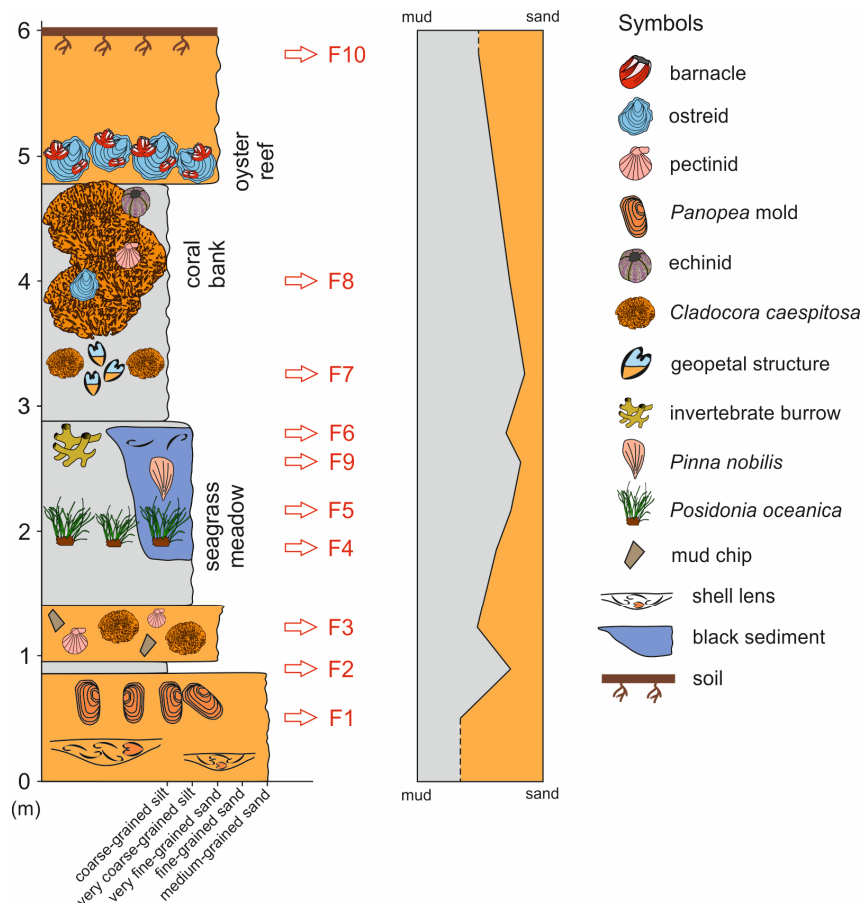 6
5
4
3
2
1
0
(m)
coarse-grained silt
very coarse-grained silt
very fine-grained sand
fine-grained sand
medium-grained sand
oyster
reef
coral
bank
seagrass
meadow
F10
F8
F7
F6
F9
F5
F4
F3
F2
F1
mud sand
mud sand
Symbols
barnacle
ostreid
pectinid
Panopea mold
echinid
Cladocora caespitosa
geopetal structure
invertebrate burrow
Pinna nobilis
Posidonia oceanica
mud chip
shell lens
black sediment
soil